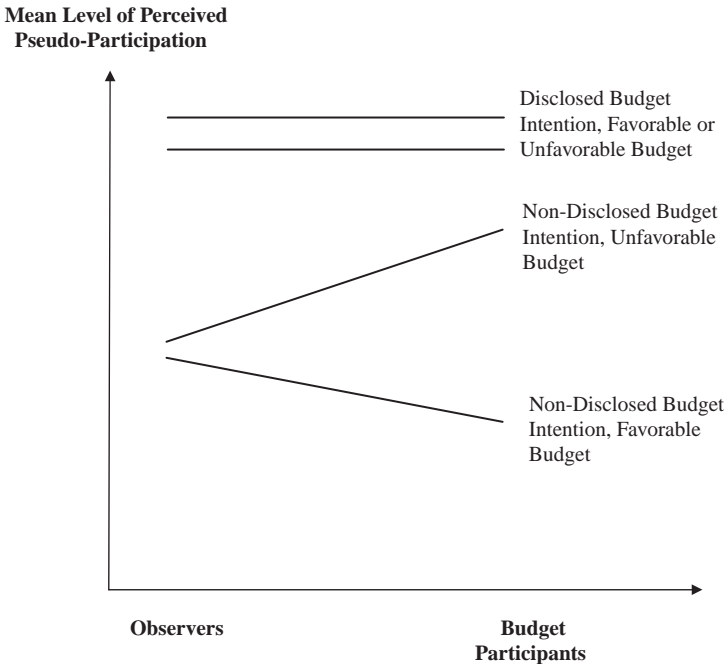 Mean Level of Perceived
Pseudo-Participation
Disclosed Budget
Intention, Favorable or
Unfavorable Budget
Non-Disclosed Budget
Intention, Unfavorable
Budget
Non-Disclosed Budget
Intention, Favorable
Budget
Observers
Budget
Participants